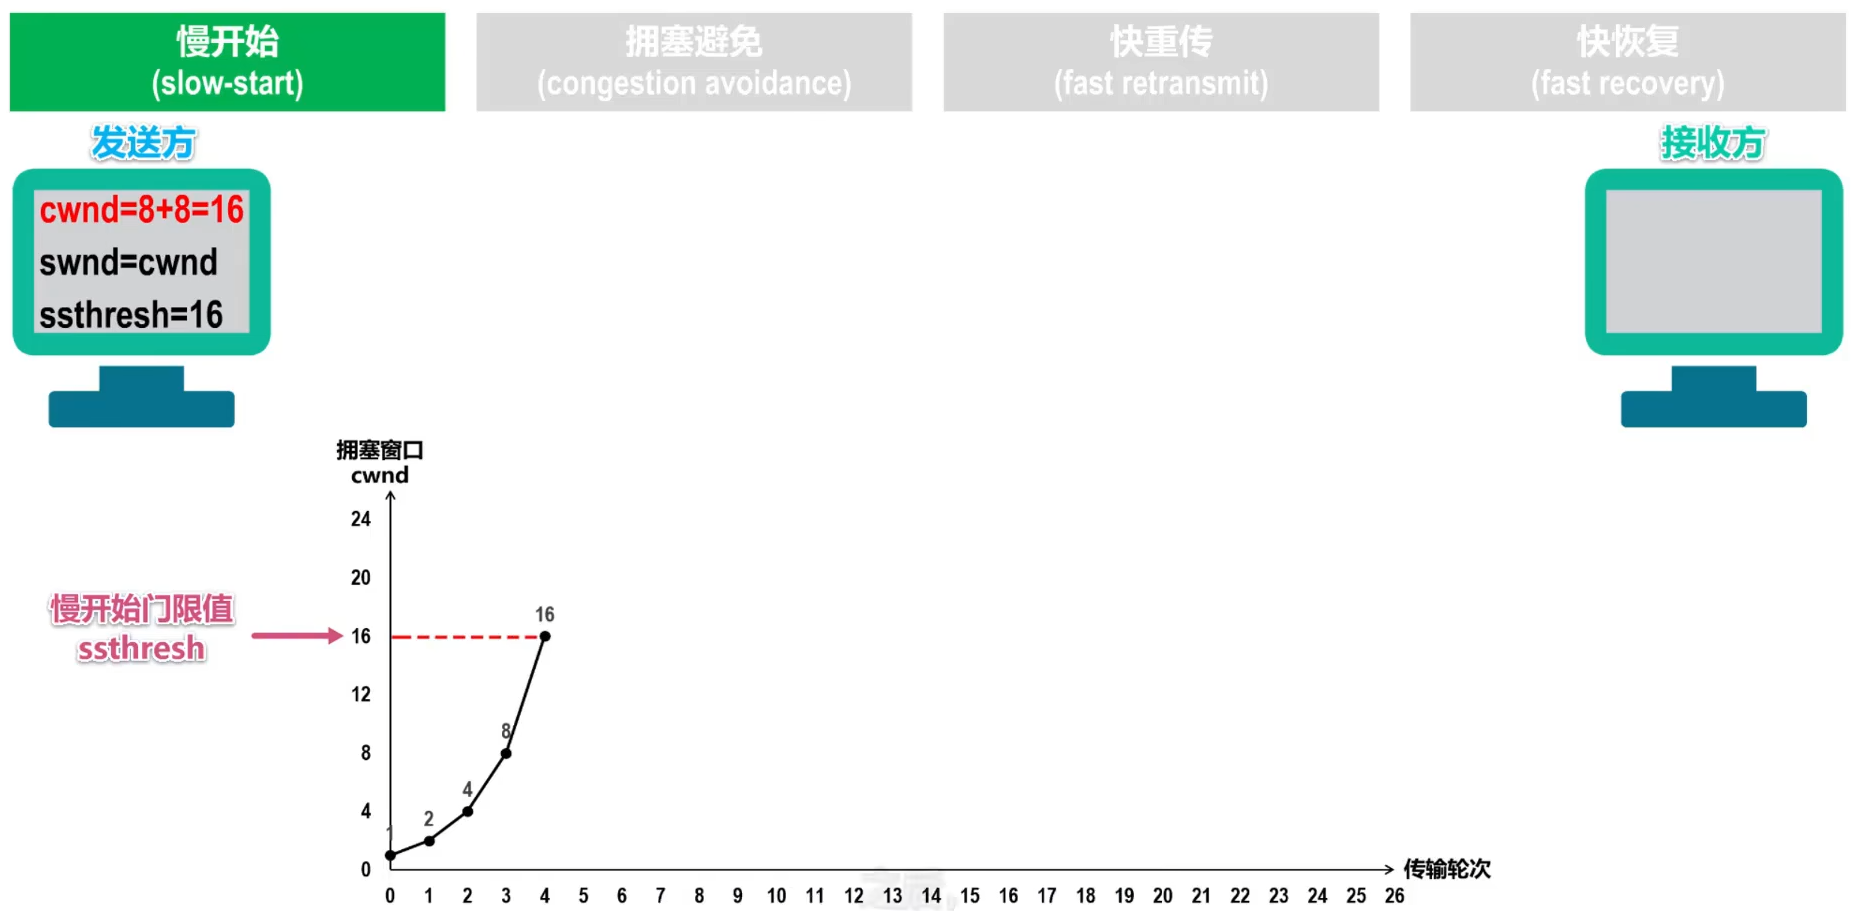 慢开始
(slow-start)
拥塞避免
(congestion avoidance)
快重传
(fast retransmit)
快恢复
(fast recovery)
发送方
接收方
cwnd=8+8=16
swnd=cwnd
ssthresh=16
拥塞窗口
cwnd
24
20
慢开始门限值
ssthresh
16
16
12
8
8
4
4
2
1
0
传输轮次
0 1 2 3 4 5 6 7 8 9 10 11 12 13 14 15 16 17 18 19 20 21 22 23 24 25 26